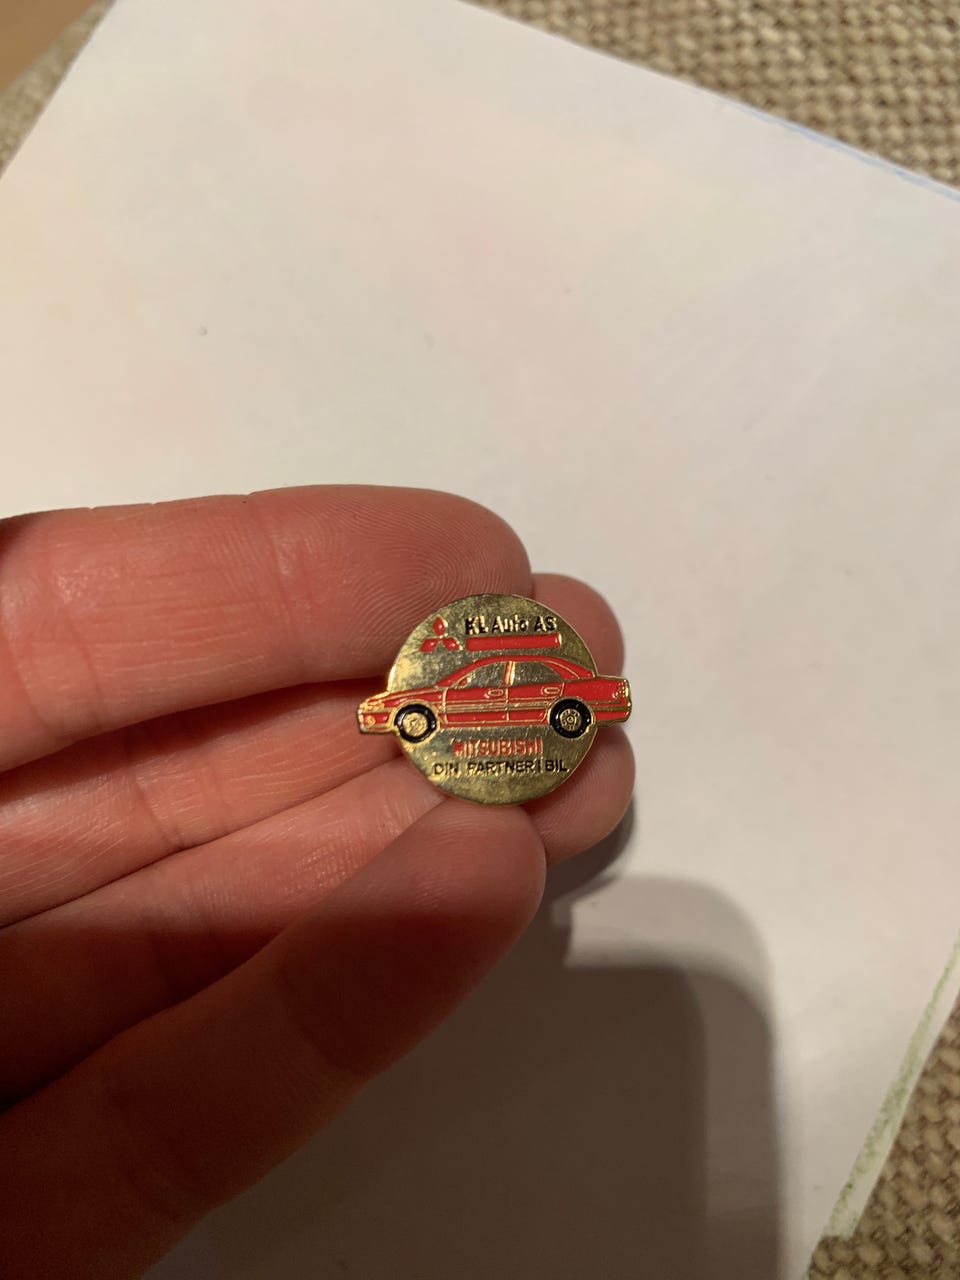 KL Auto AS
MITSUBISHI
DIN PARTNER I BIL